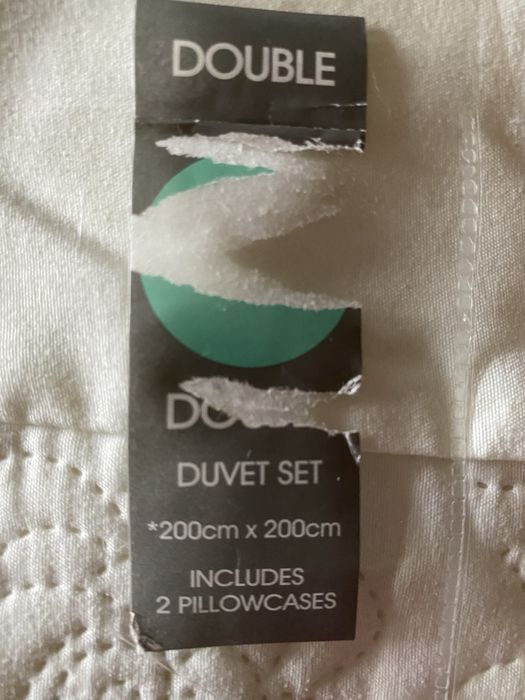 DOUBLE
DUVET SET
*200cm x 200cm
INCLUDES
2 PILLOWCASES